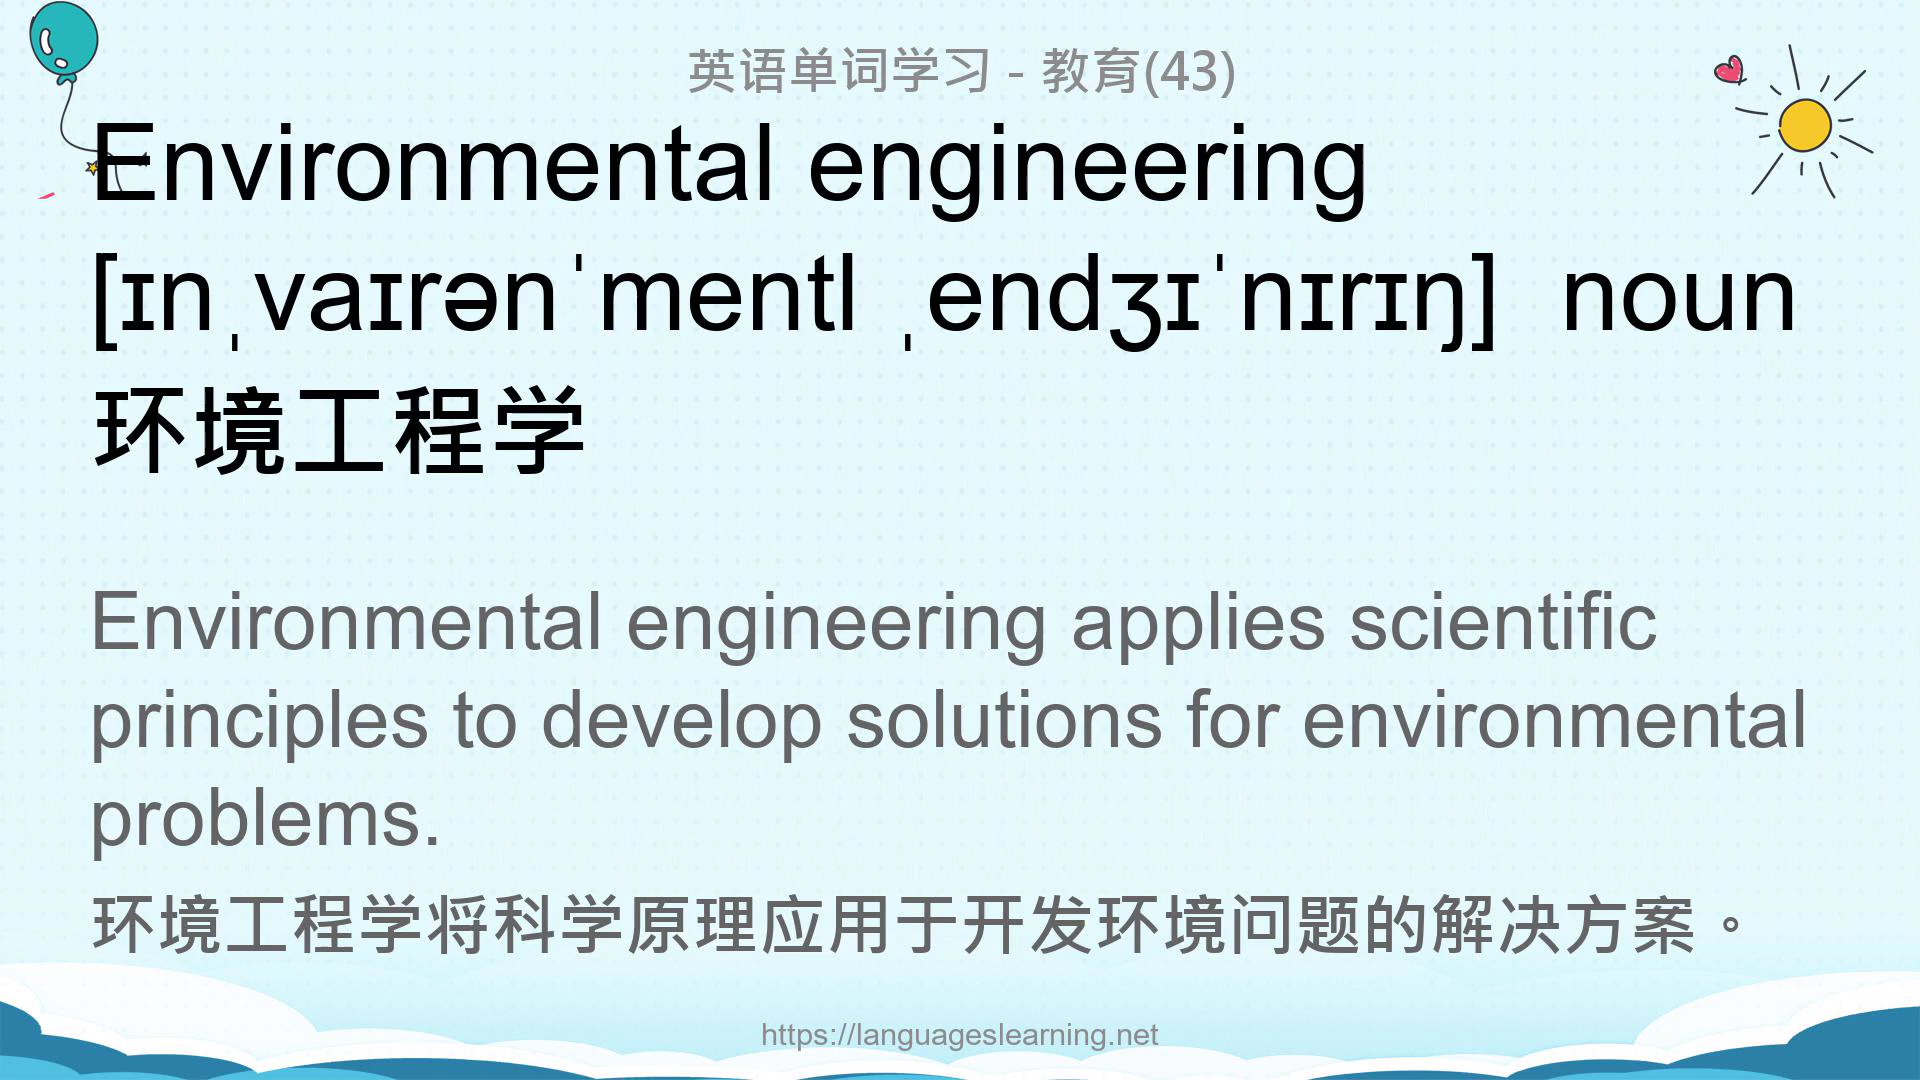 英语单词学习 - 教育(43)
Environmental engineering
[ɪnˌvaɪrənˈmentl ˌendʒɪˈnɪrɪŋ]  noun
环境工程学
Environmental engineering applies scientific
principles to develop solutions for environmental
problems.
环境工程学将科学原理应用于开发环境问题的解决方案。
https://languageslearning.net